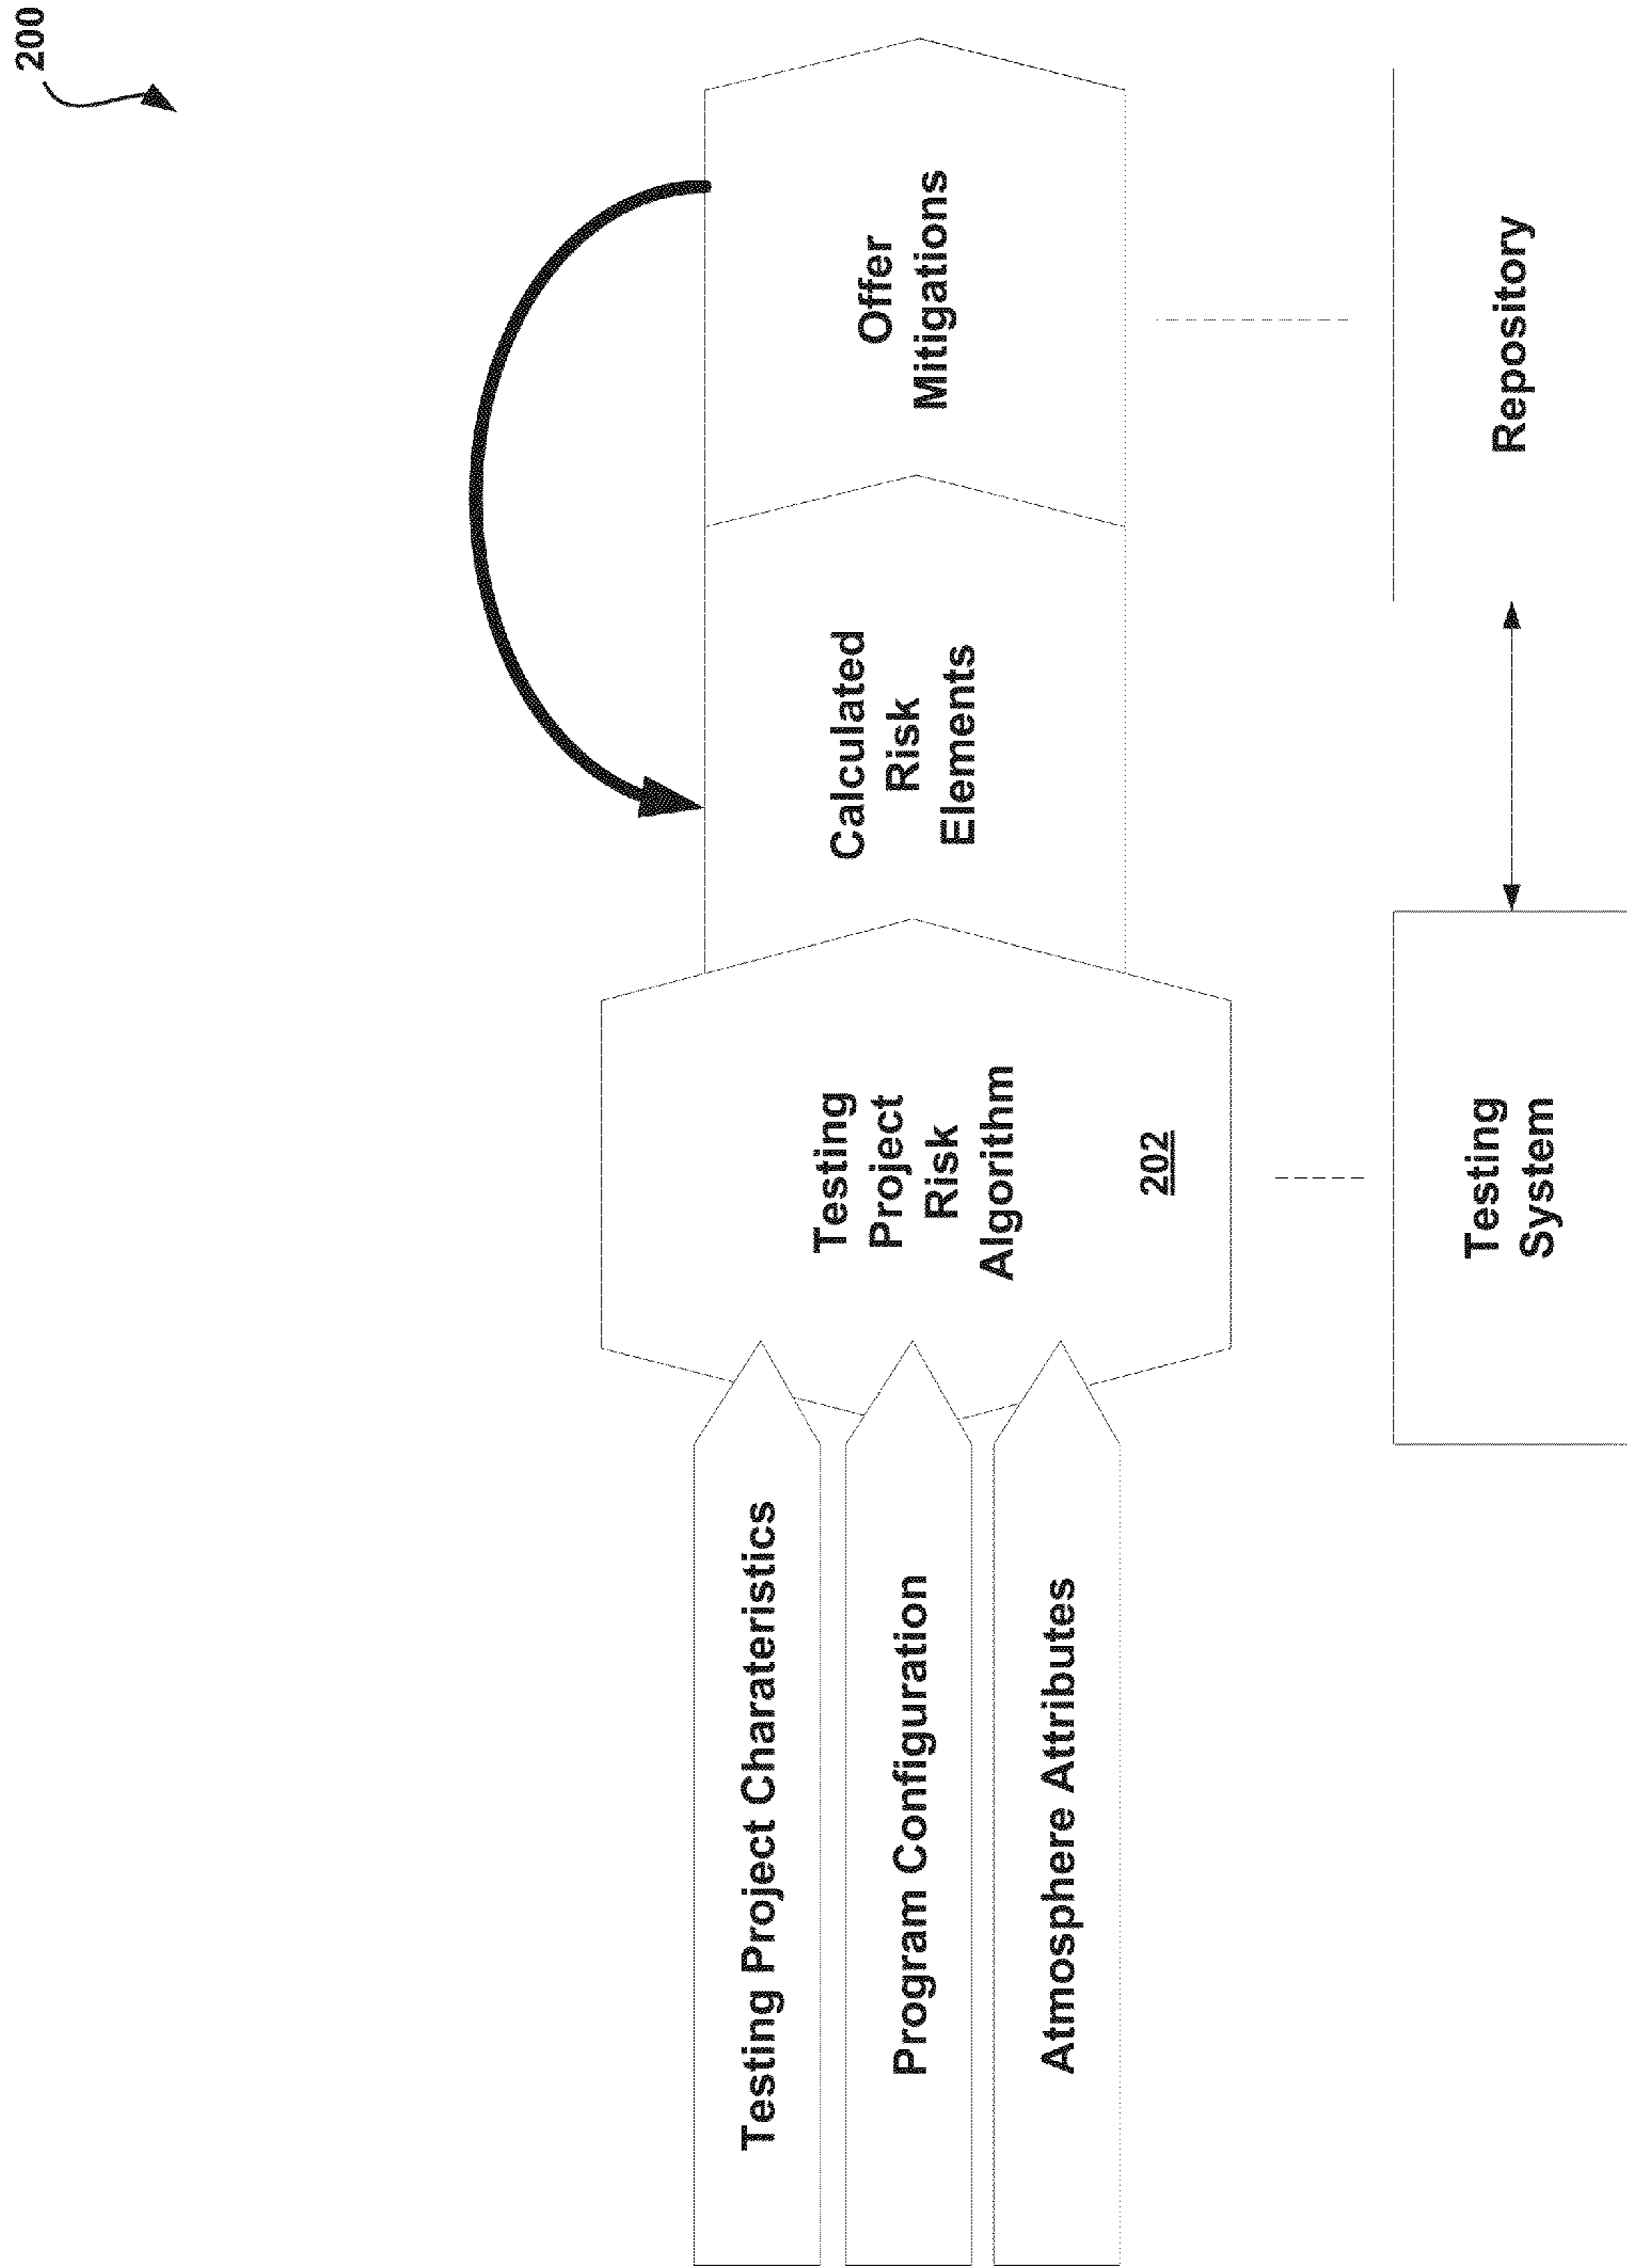 200
Testing Project Charateristics
Program Configuration
Atmosphere Attributes
Testing
Project
Risk
Algorithm
202
Calculated
Risk
Elements
Offer
Mitigations
Testing
System
Repository